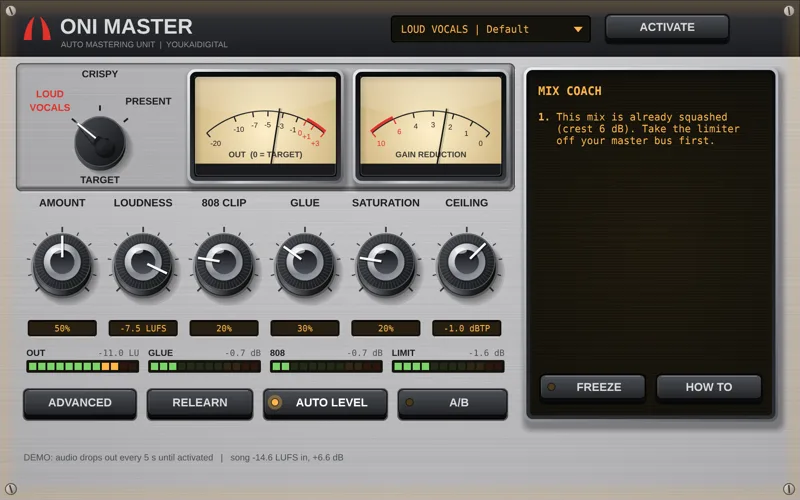 ONI MASTER
AUTO MASTERING UNIT | YOUKAIDIGITAL
LOUD VOCALS | Default
ACTIVATE
CRISPY
LOUD
VOCALS
PRESENT
TARGET
-20 -10 -7 -5 -3 -1 0 +1 +3
OUT (0 = TARGET)
10 6 4 3 2 1 0
GAIN REDUCTION
MIX COACH
1. This mix is already squashed
(crest 6 dB). Take the limiter
off your master bus first.
AMOUNT LOUDNESS 808 CLIP GLUE SATURATION CEILING
50% -7.5 LUFS 20% 30% 20% -1.0 dBTP
OUT -11.0 LU GLUE -0.7 dB 808 -0.7 dB LIMIT -1.6 dB
ADVANCED RELEARN AUTO LEVEL A/B
FREEZE HOW TO
DEMO: audio drops out every 5 s until activated | song -14.6 LUFS in, +6.6 dB